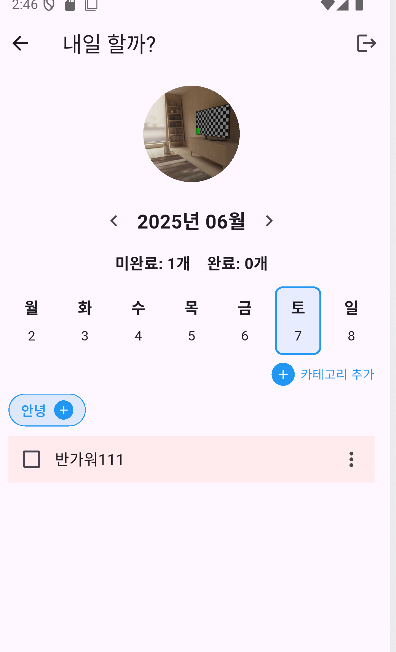 2:46
내일 할까?
2025년 06월
미완료: 1개 완료: 0개
월 화 수 목 금 토 일
2 3 4 5 6 7 8
카테고리 추가
안녕
반가워111